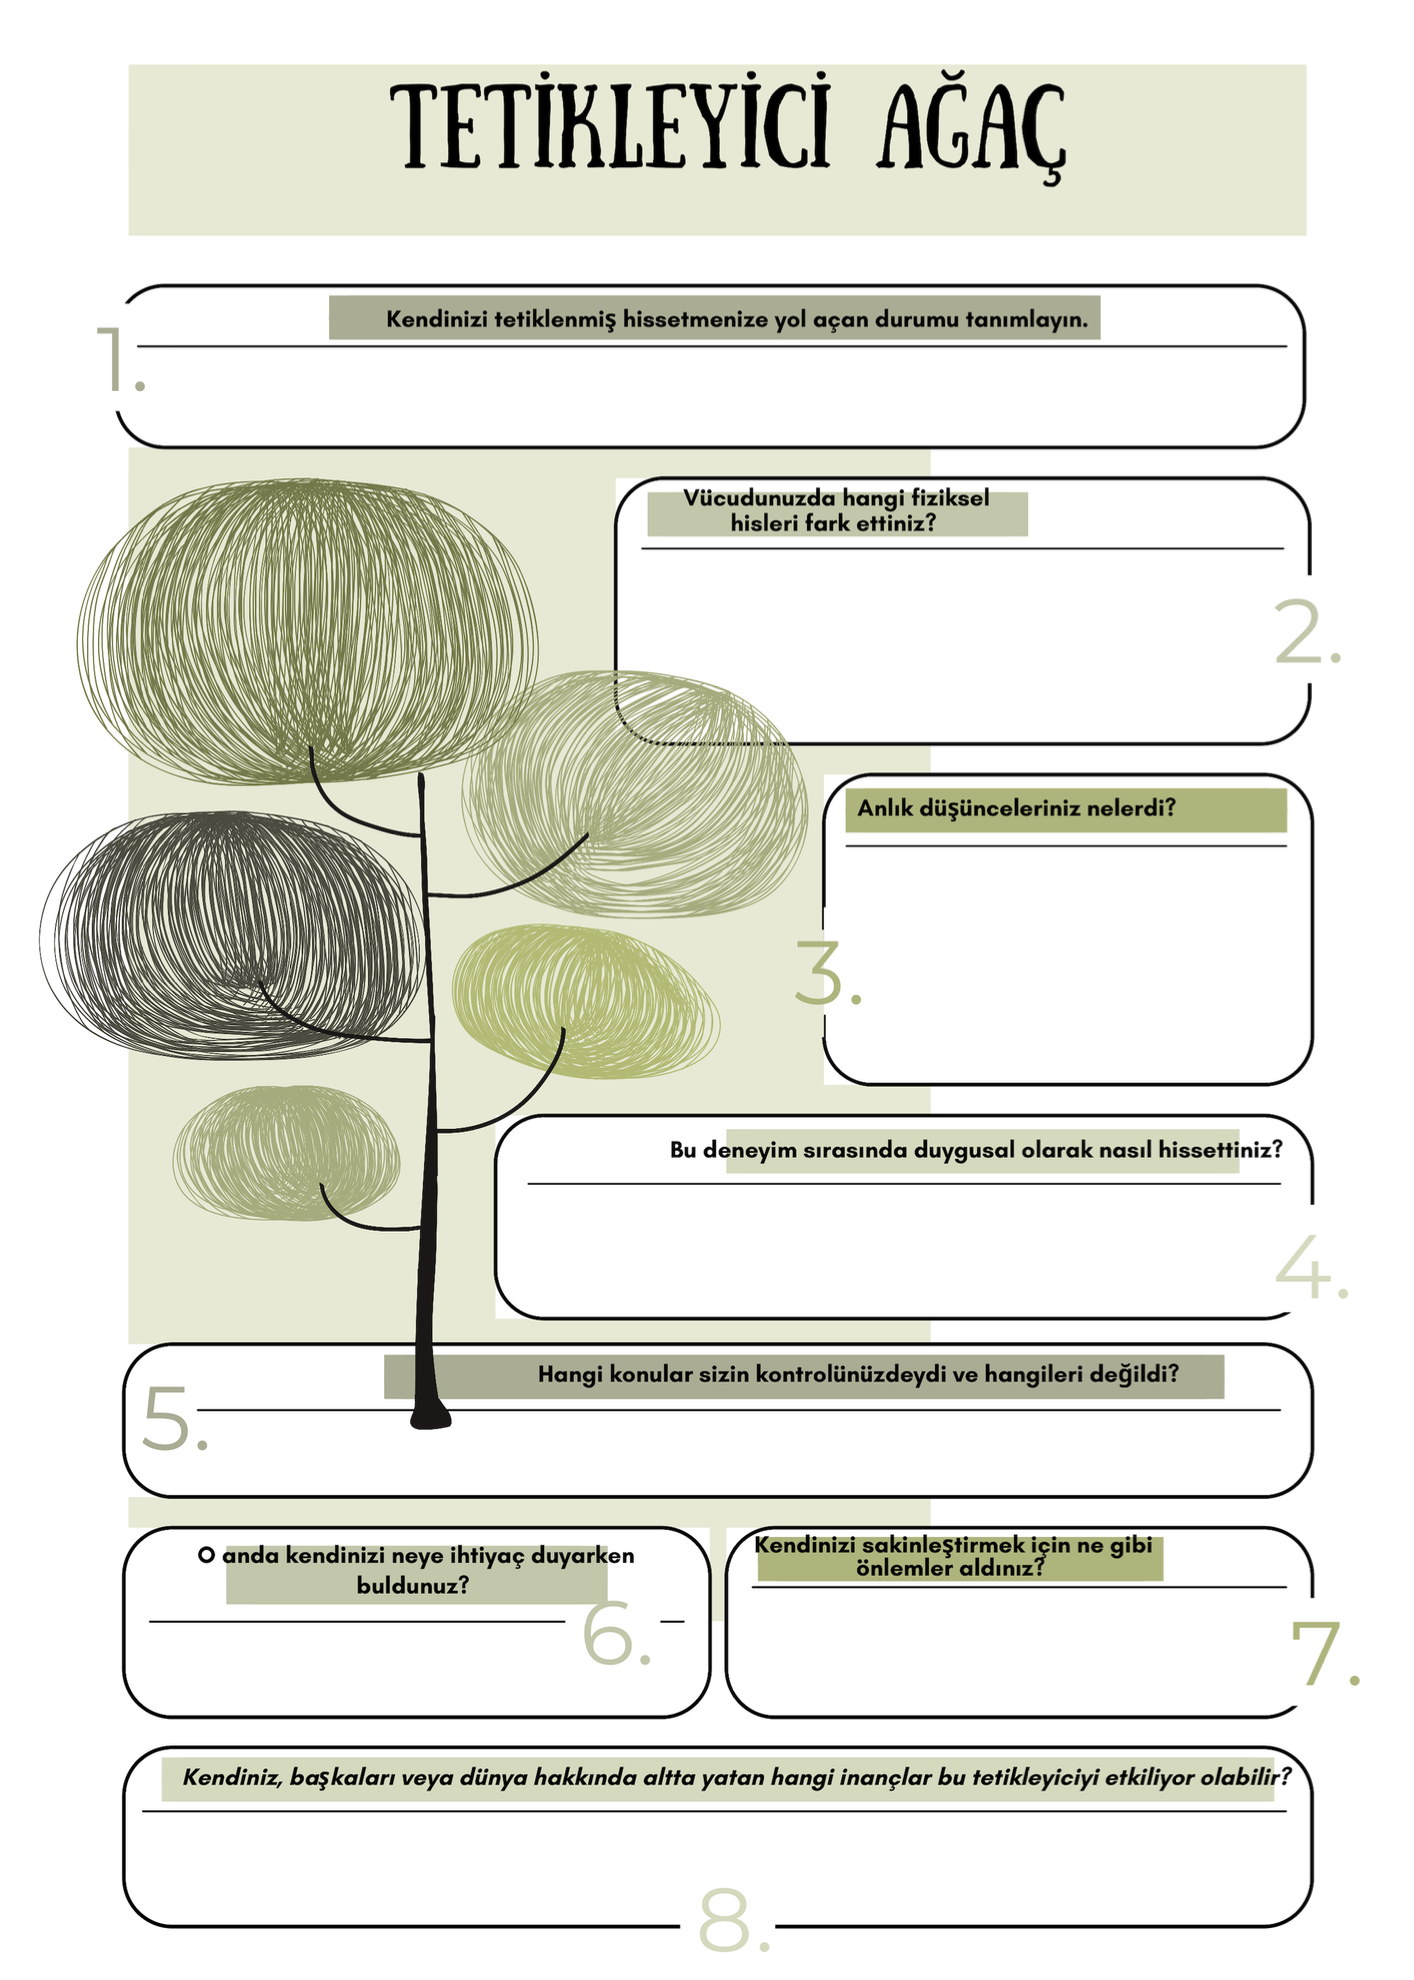 TETİKLEYİCİ AĞAÇ
1.
Kendinizi tetiklenmiş hissetmenize yol açan durumu tanımlayın.
Vücudunuzda hangi fiziksel
hisleri fark ettiniz?
2.
Anlık düşünceleriniz nelerdi?
3.
Bu deneyim sırasında duygusal olarak nasıl hissettiniz?
4.
Hangi konular sizin kontrolünüzdeydi ve hangileri değildi?
5.
O anda kendinizi neye ihtiyaç duyarken
buldunuz?
6.
Kendinizi sakinleştirmek için ne gibi
önlemler aldınız?
7.
Kendiniz, başkaları veya dünya hakkında altta yatan hangi inançlar bu tetikleyiciyi etkiliyor olabilir?
8.